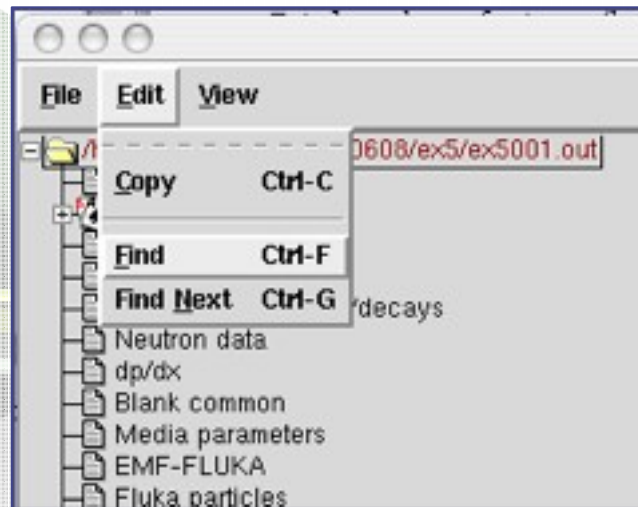 File Edit View
0608/ex5/ex5001.out
Copy Ctrl-C
Find Ctrl-F
Find Next Ctrl-G
/decays
Neutron data
dp/dx
Blank common
Media parameters
EMF-FLUKA
Fluka particles